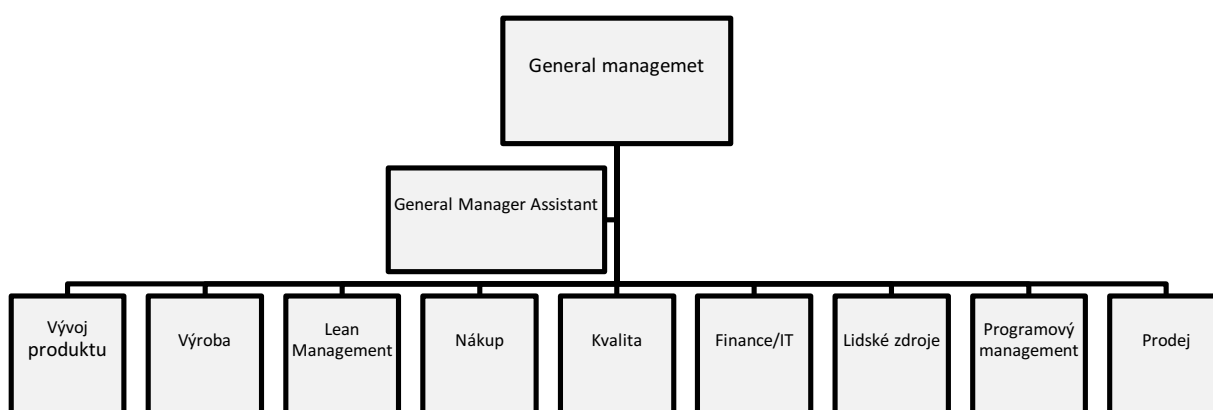 General managemet
General Manager Assistant
Vývoj
produktu
Výroba
Lean
Management
Nákup
Kvalita
Finance/IT
Lidské zdroje
Programový
management
Prodej